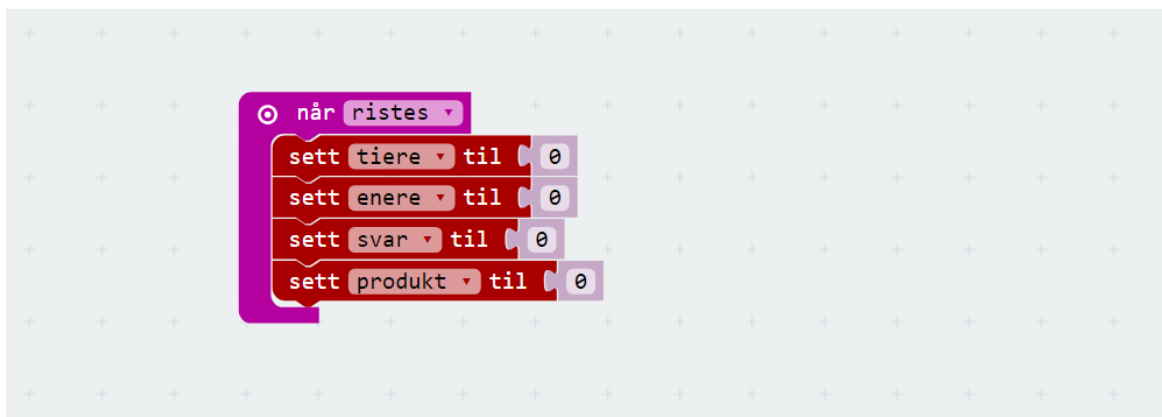 når ristes
sett tiere til 0
sett enere til 0
sett svar til 0
sett produkt til 0